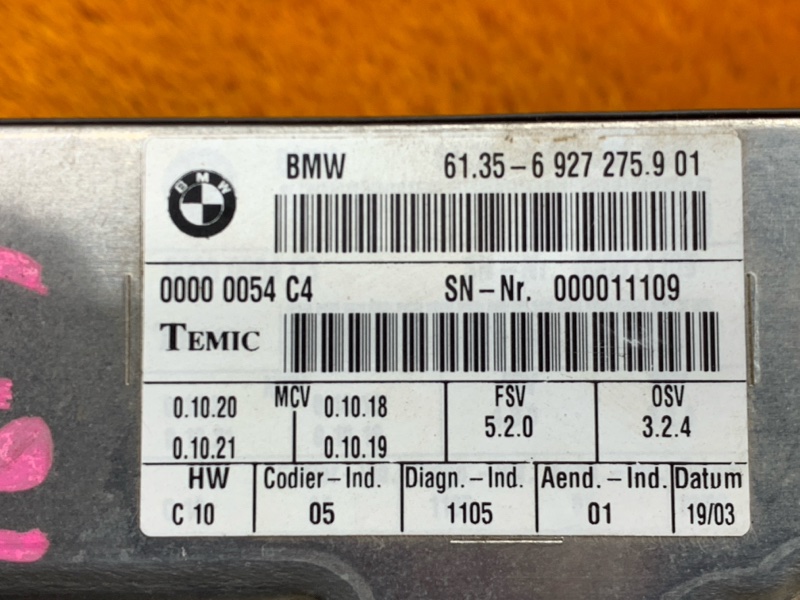 BMW
BMW 61.35-6 927 275.9 01
0000 0054 C4 SN-Nr. 000011109
TEMIC
MCV FSV OSV
0.10.20 0.10.18 5.2.0 3.2.4
0.10.21 0.10.19
HW Codier-Ind. Diagn.-Ind. Aend.-Ind. Datum
C 10 05 1105 01 19/03